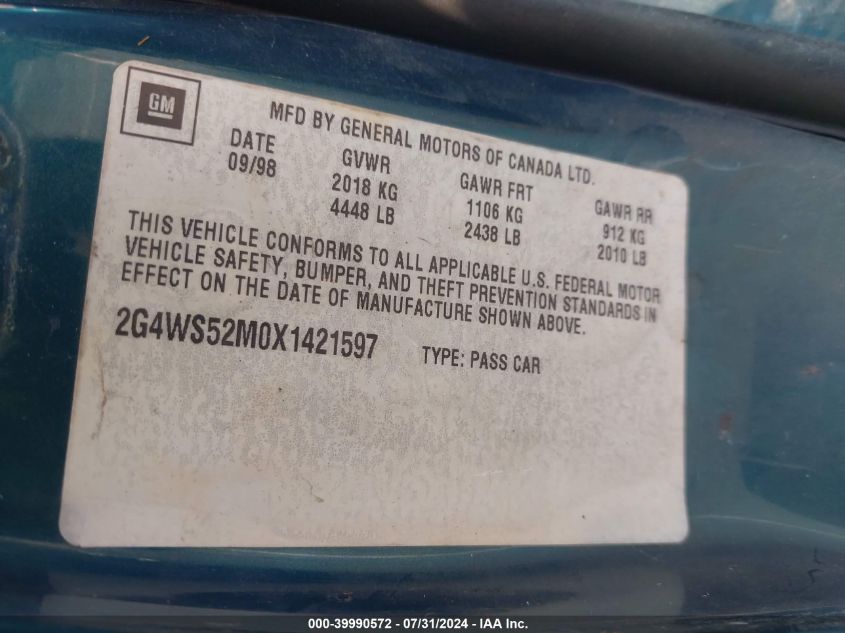 GM
MFD BY GENERAL MOTORS OF CANADA LTD.
DATE GVWR GAWR FRT GAWR RR
09/98 2018 KG 1106 KG 912 KG
4448 LB 2438 LB 2010 LB
THIS VEHICLE CONFORMS TO ALL APPLICABLE U.S. FEDERAL MOTOR
VEHICLE SAFETY, BUMPER, AND THEFT PREVENTION STANDARDS IN
EFFECT ON THE DATE OF MANUFACTURE SHOWN ABOVE.
2G4WS52M0X1421597 TYPE: PASS CAR
000-39990572 - 07/31/2024 - IAA Inc.